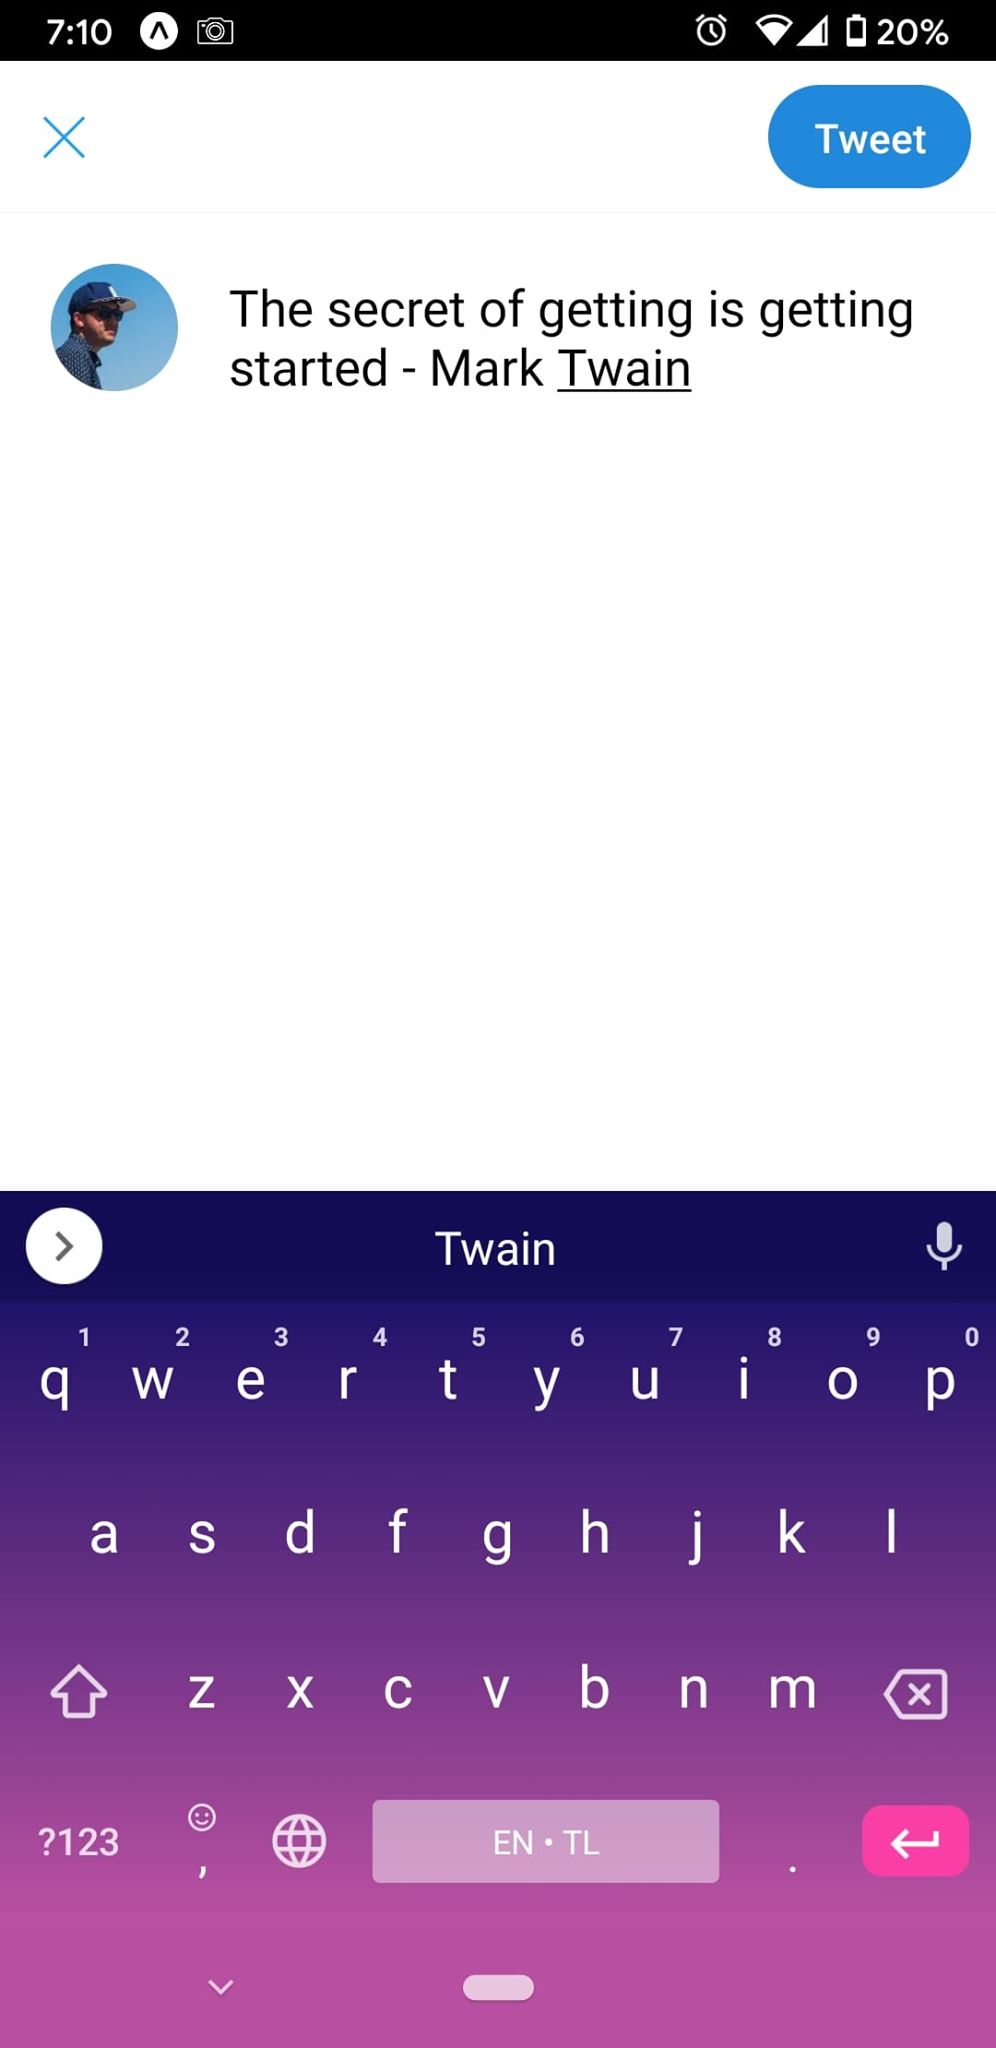 7:10 20%
Tweet
The secret of getting is getting
started - Mark Twain
Twain
1 2 3 4 5 6 7 8 9 0
q w e r t y u i o p
a s d f g h j k l
z x c v b n m
?123 , EN • TL .